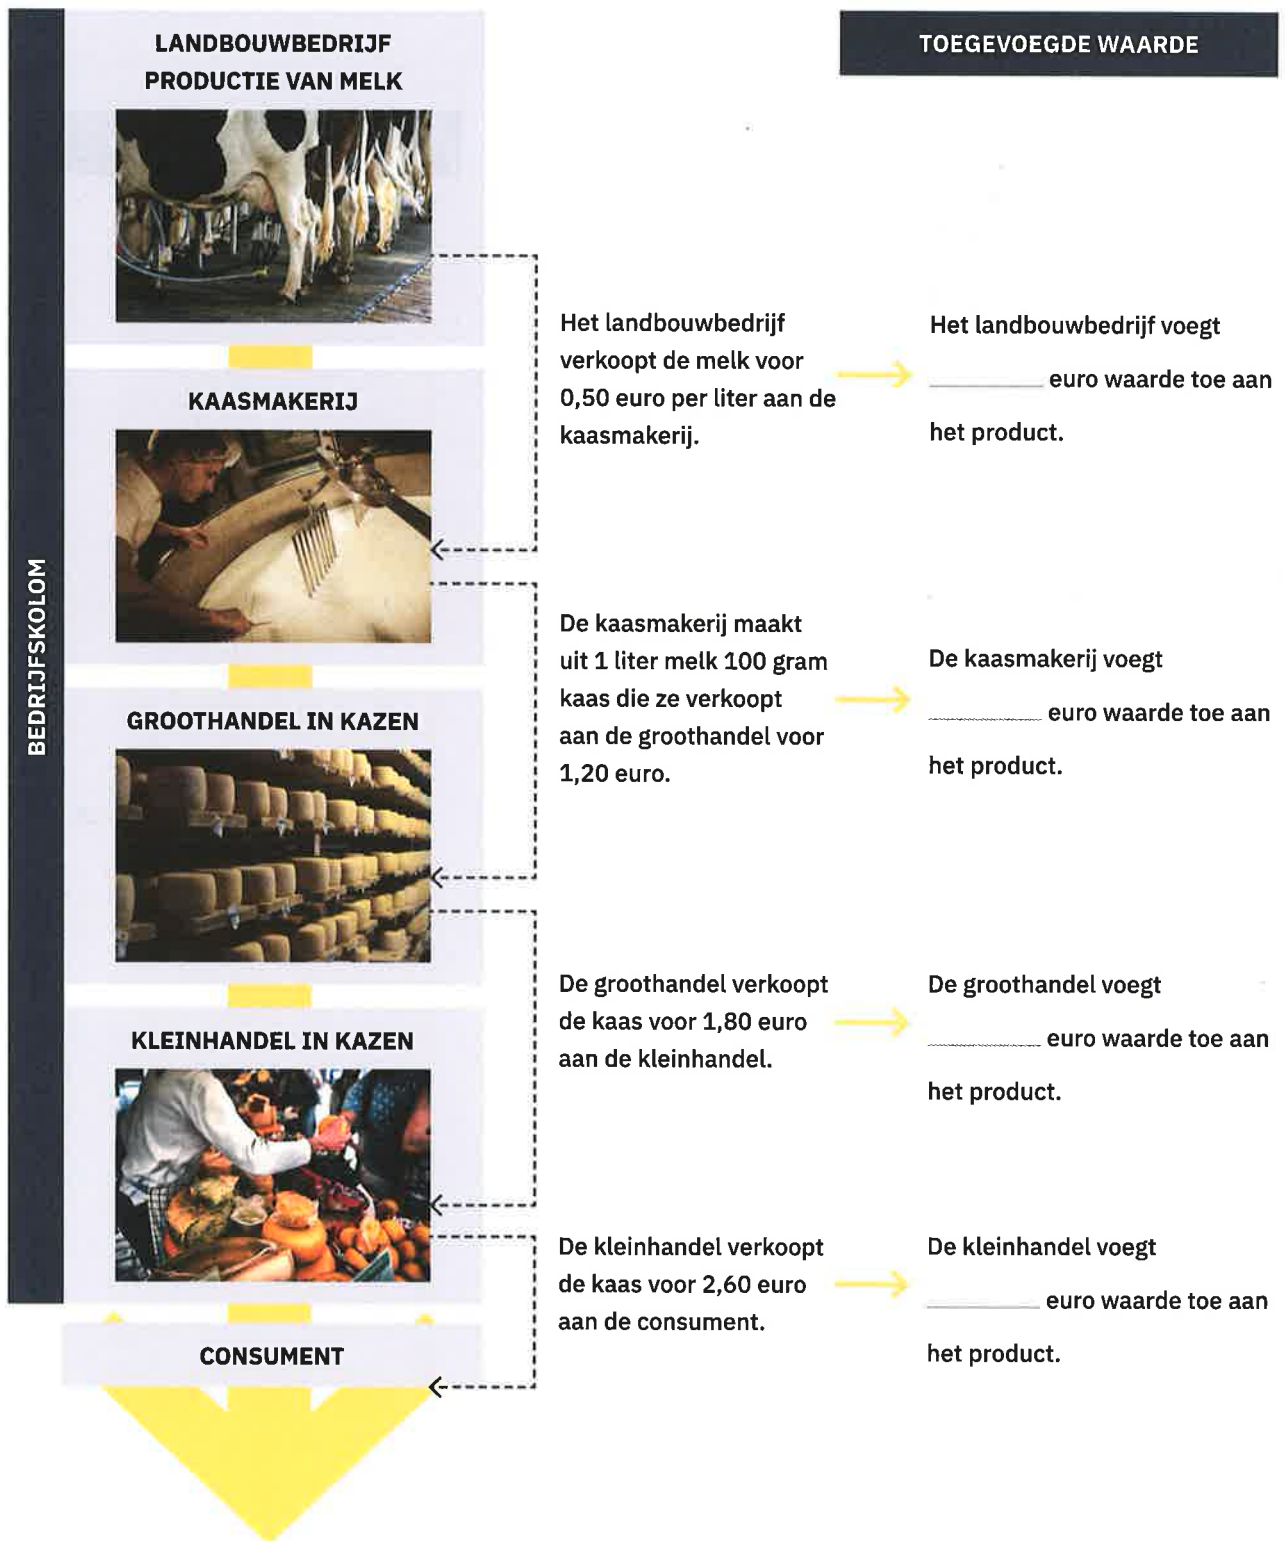 LANDBOUWBEDRIJF
PRODUCTIE VAN MELK
TOEGEVOEGDE WAARDE
Het landbouwbedrijf
verkoopt de melk voor
0,50 euro per liter aan de
kaasmakerij.
Het landbouwbedrijf voegt
euro waarde toe aan
het product.
KAASMAKERIJ
De kaasmakerij maakt
uit 1 liter melk 100 gram
kaas die ze verkoopt
aan de groothandel voor
1,20 euro.
De kaasmakerij voegt
euro waarde toe aan
het product.
BEDRIJFSKOLOM
GROOTHANDEL IN KAZEN
De groothandel verkoopt
de kaas voor 1,80 euro
aan de kleinhandel.
De groothandel voegt
euro waarde toe aan
het product.
KLEINHANDEL IN KAZEN
De kleinhandel verkoopt
de kaas voor 2,60 euro
aan de consument.
De kleinhandel voegt
euro waarde toe aan
het product.
CONSUMENT